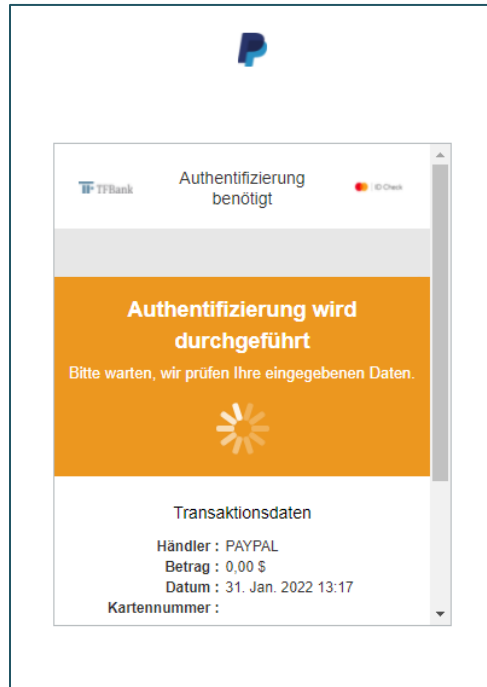 TFBank
Authentifizierung
benötigt
ID Check
Authentifizierung wird
durchgeführt
Bitte warten, wir prüfen Ihre eingegebenen Daten.
Transaktionsdaten
Händler : PAYPAL
Betrag : 0,00 $
Datum : 31. Jan. 2022 13:17
Kartennummer :